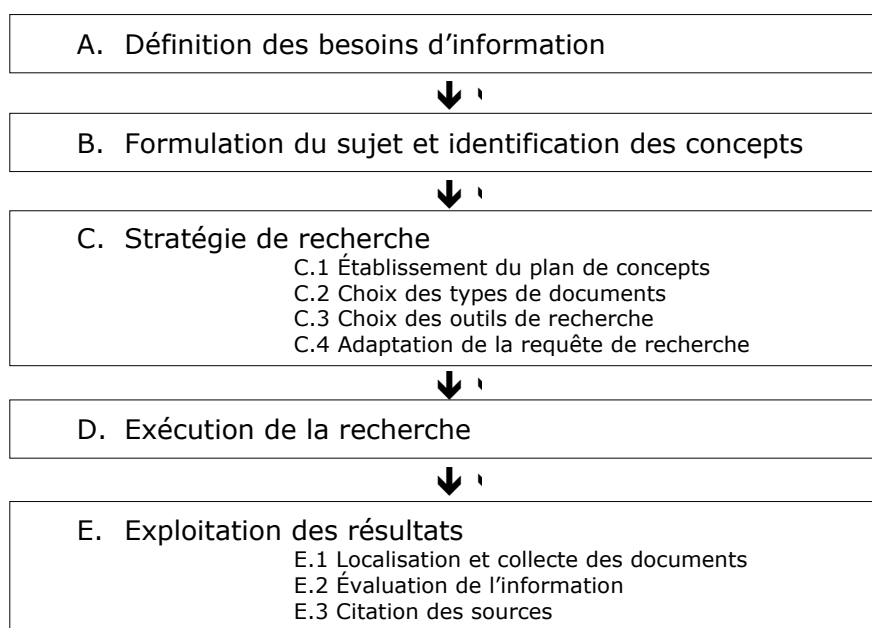 A. Définition des besoins d’information
B. Formulation du sujet et identification des concepts
C. Stratégie de recherche
C.1 Établissement du plan de concepts
C.2 Choix des types de documents
C.3 Choix des outils de recherche
C.4 Adaptation de la requête de recherche
D. Exécution de la recherche
E. Exploitation des résultats
E.1 Localisation et collecte des documents
E.2 Évaluation de l’information
E.3 Citation des sources